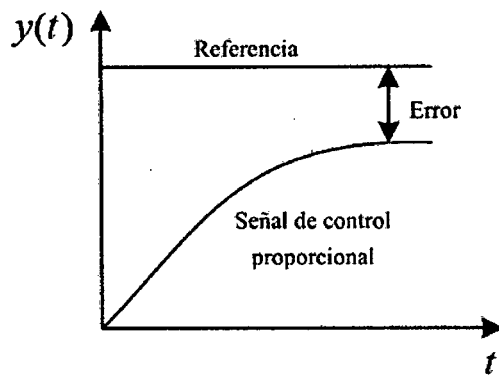 y(t)
Referencia
Error
Señal de control
proporcional
t